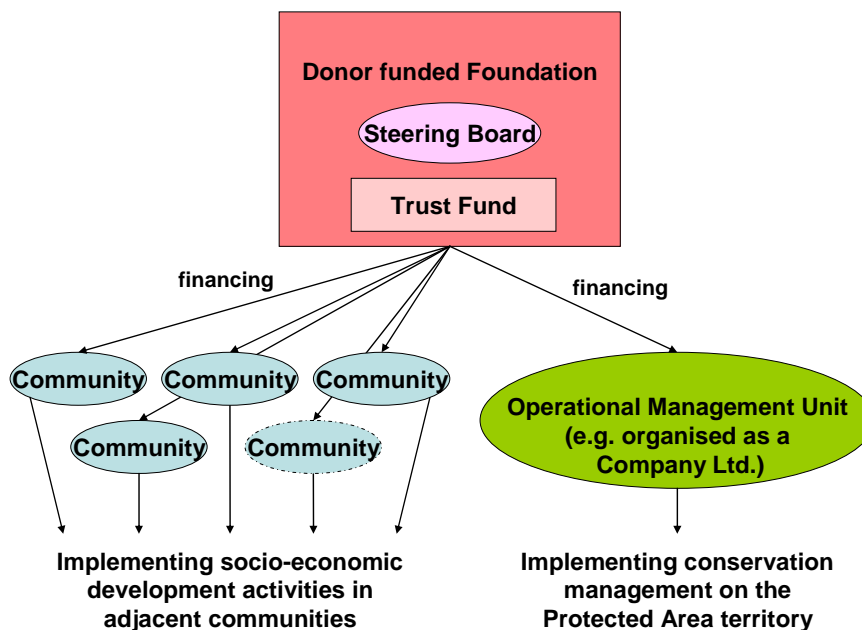 Donor funded Foundation
Steering Board
Trust Fund
financing
financing
Community
Community
Community
Community
Community
Operational Management Unit
(e.g. organised as a
Company Ltd.)
Implementing socio-economic
development activities in
adjacent communities
Implementing conservation
management on the
Protected Area territory